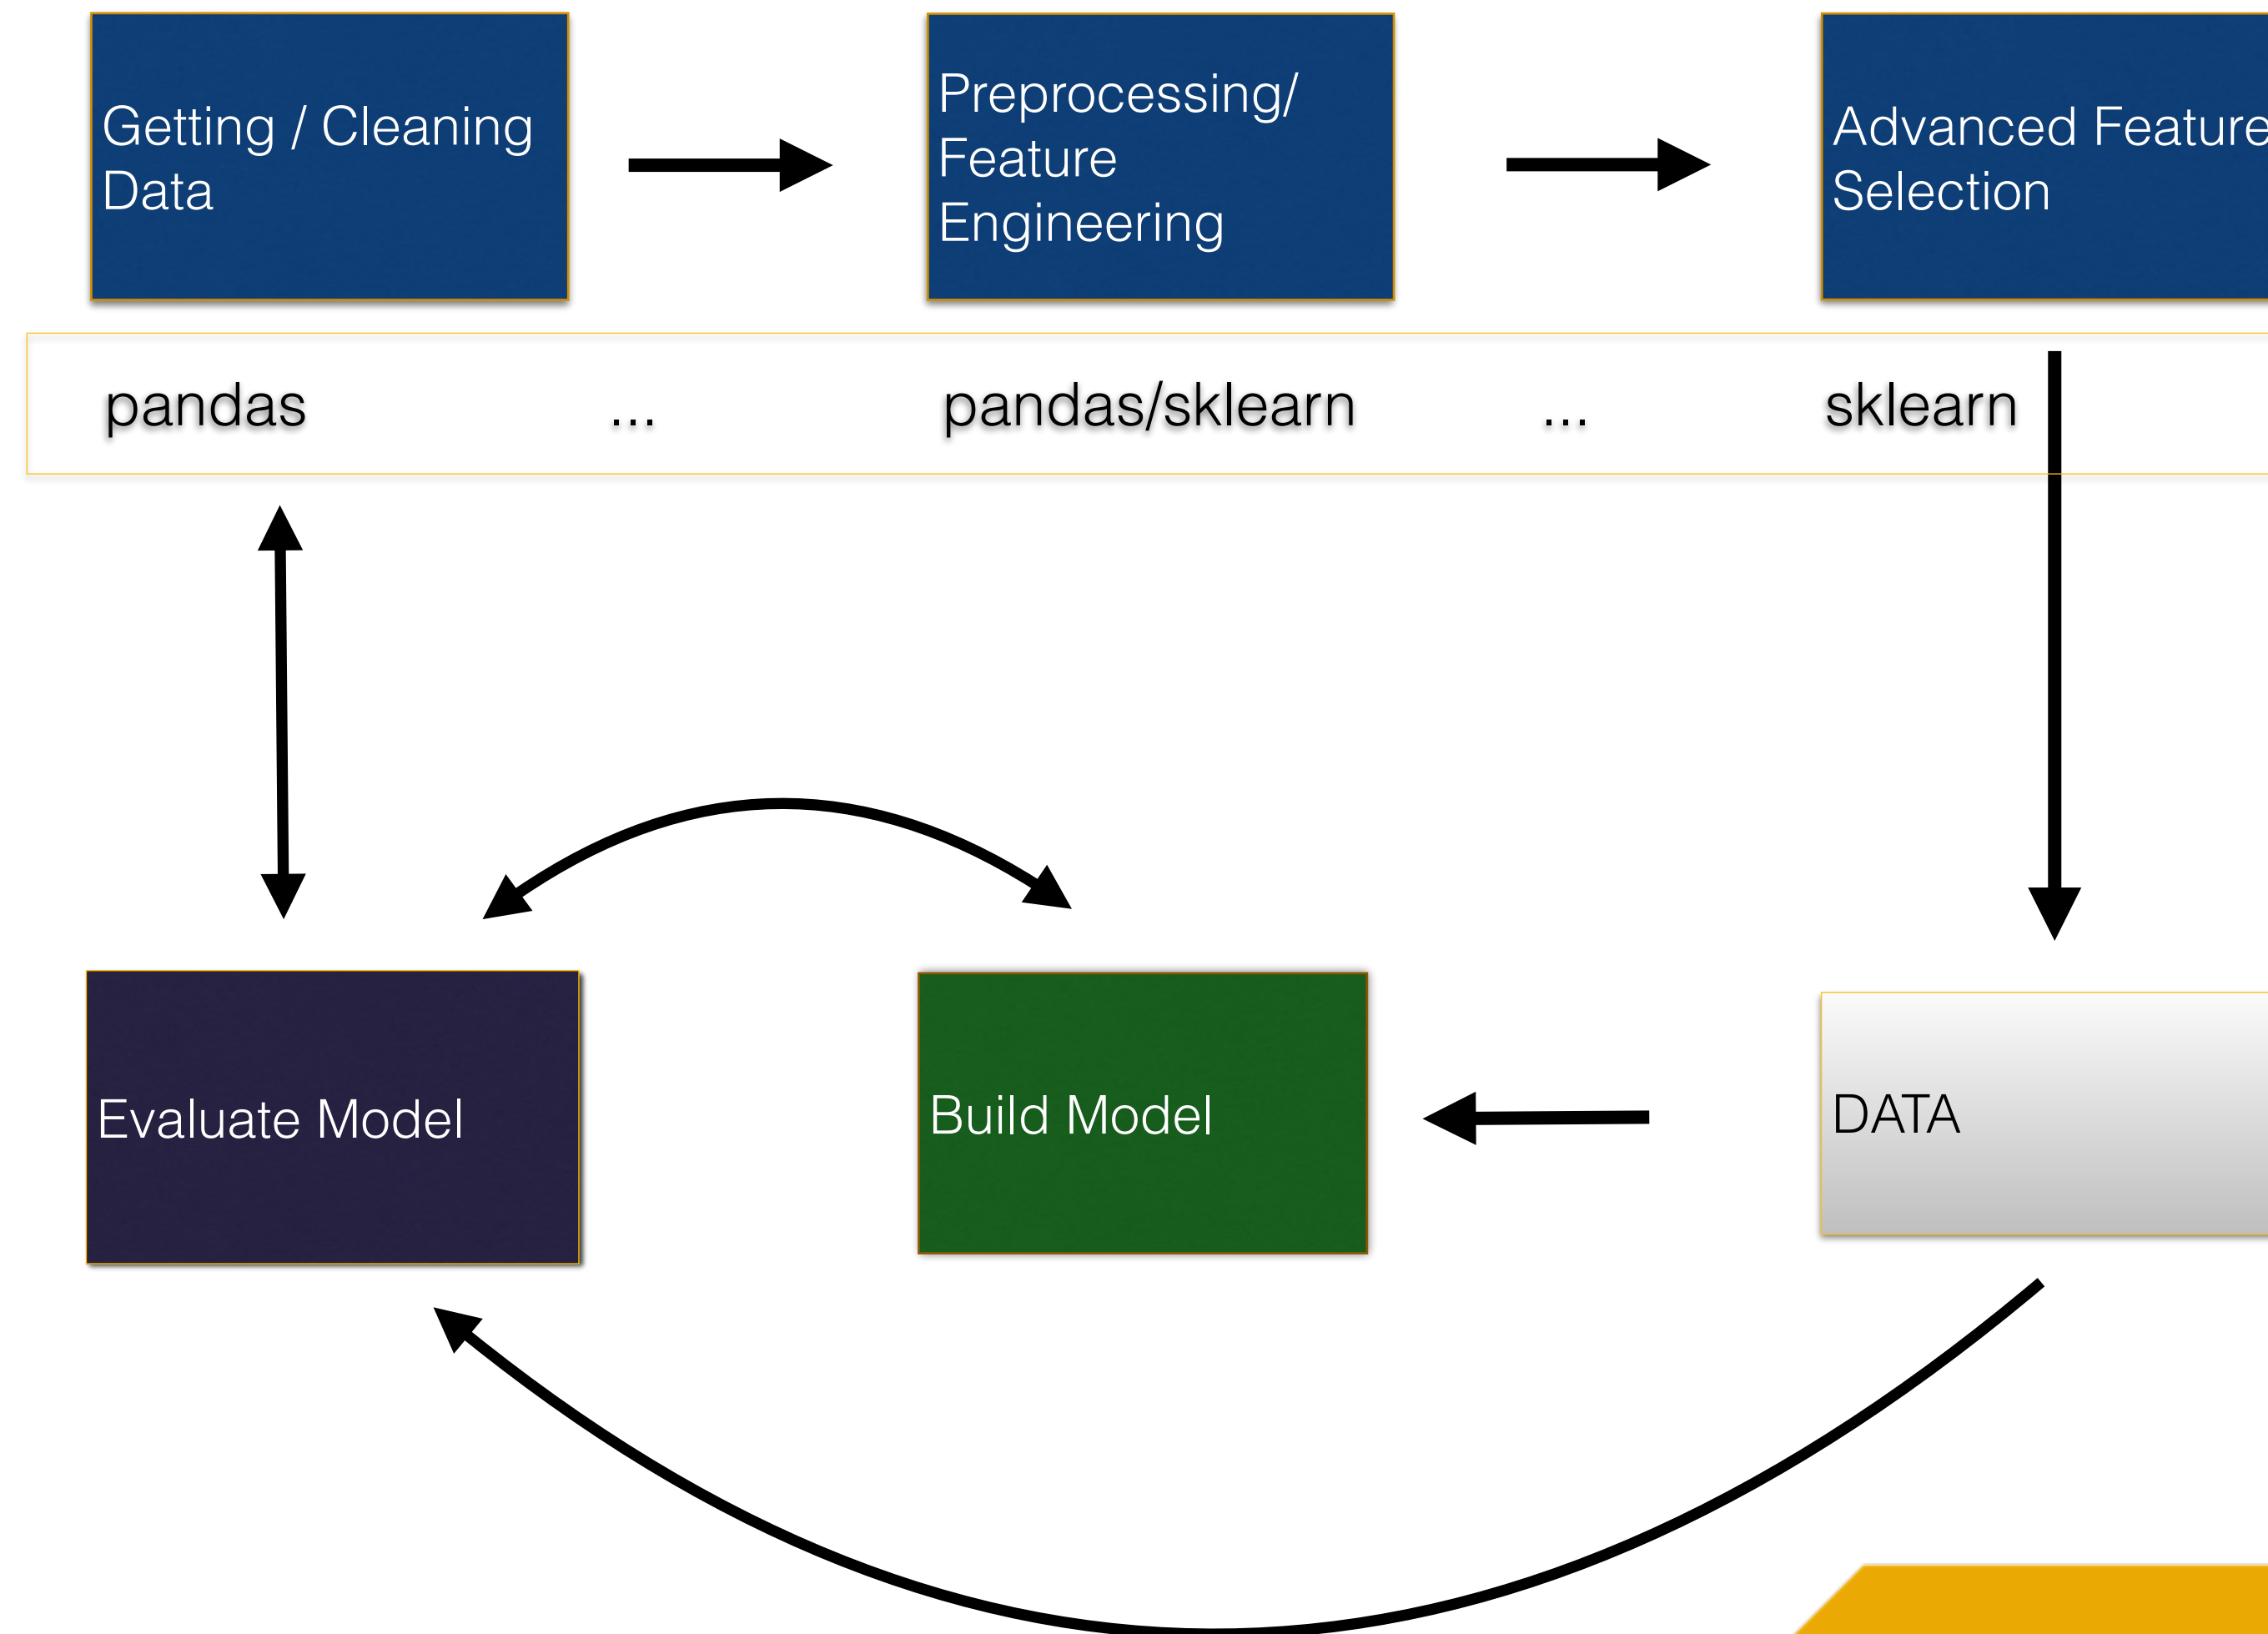 Getting / Cleaning
Data
Preprocessing/
Feature
Engineering
Advanced Feature
Selection
pandas
...
pandas/sklearn
...
sklearn
Evaluate Model
Build Model
DATA